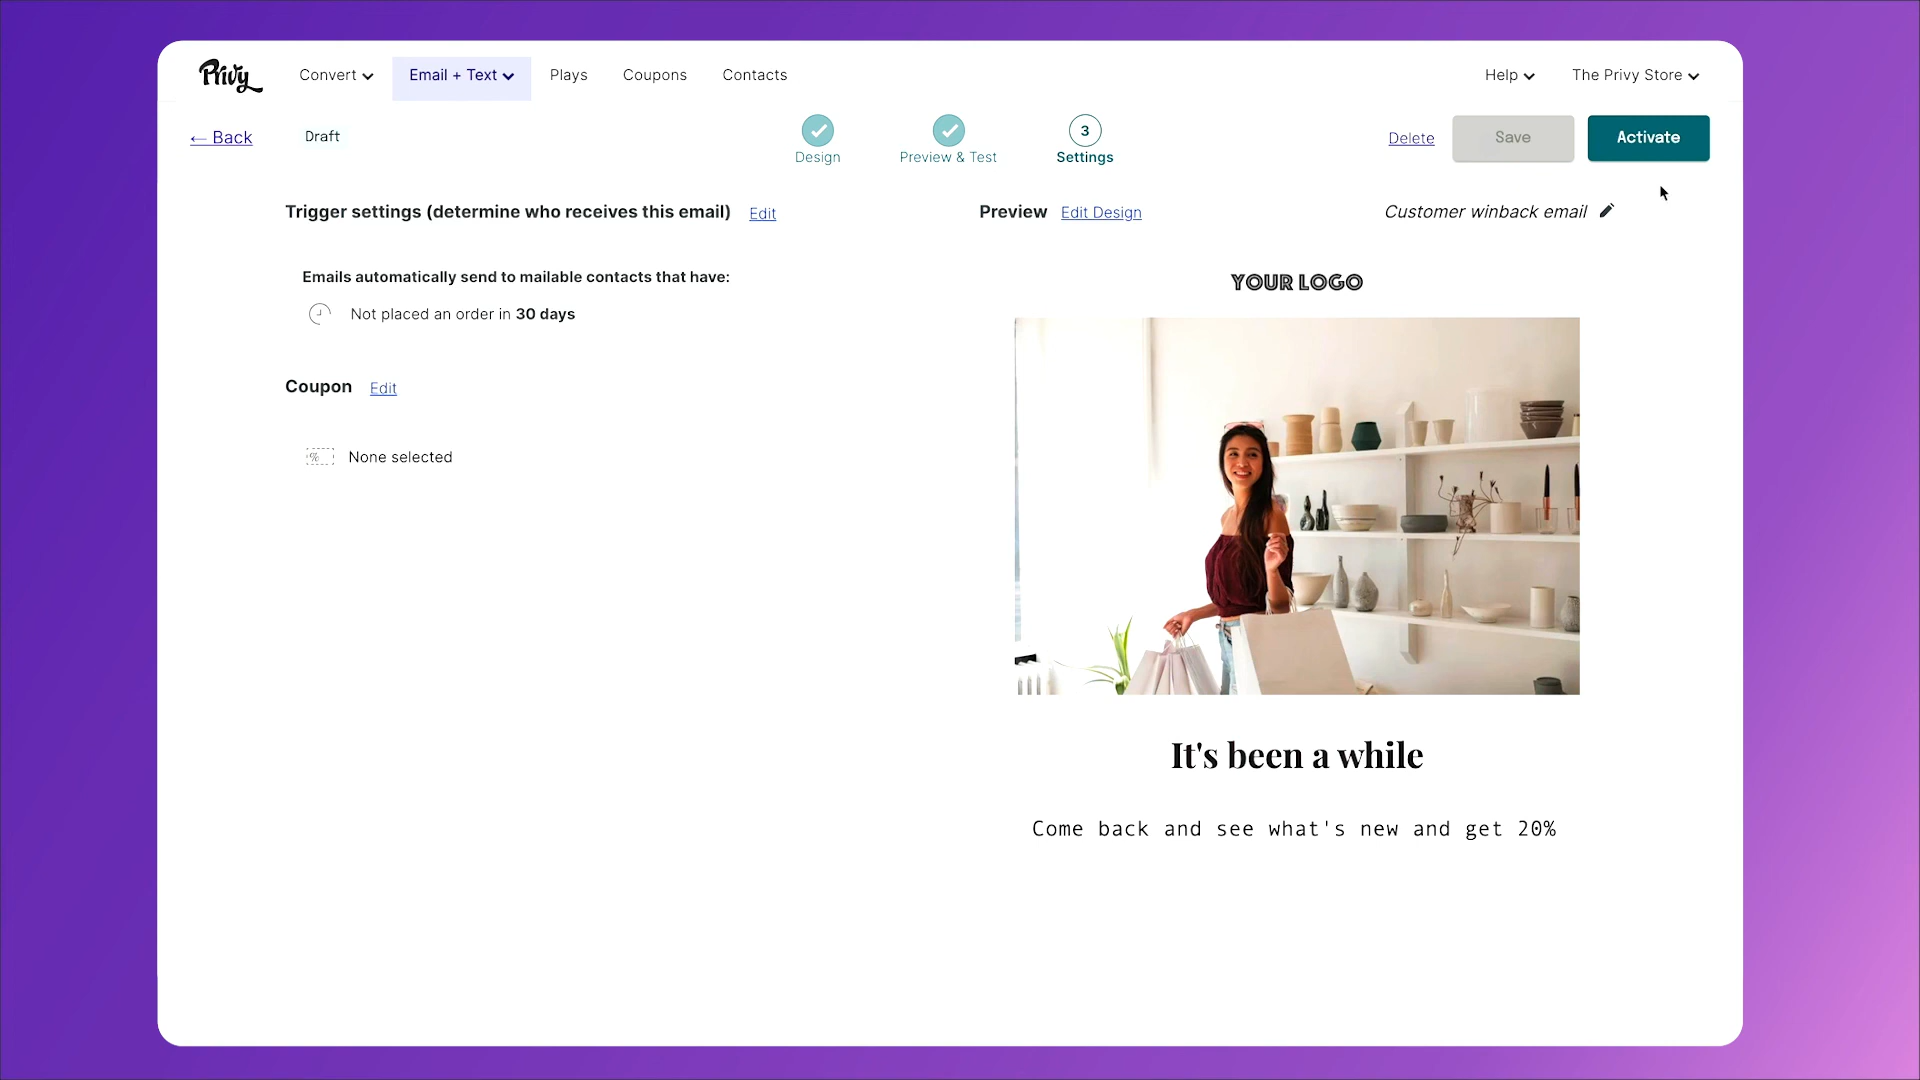 Privy
Convert
Email + Text
Plays
Coupons
Contacts
Help
The Privy Store
← Back
Draft
Design
Preview & Test
3
Settings
Delete
Save
Activate
Trigger settings (determine who receives this email)
Edit
Preview
Edit Design
Customer winback email
Emails automatically send to mailable contacts that have:
Not placed an order in 30 days
Coupon
Edit
%
None selected
YOUR LOGO
It's been a while
Come back and see what's new and get 20%